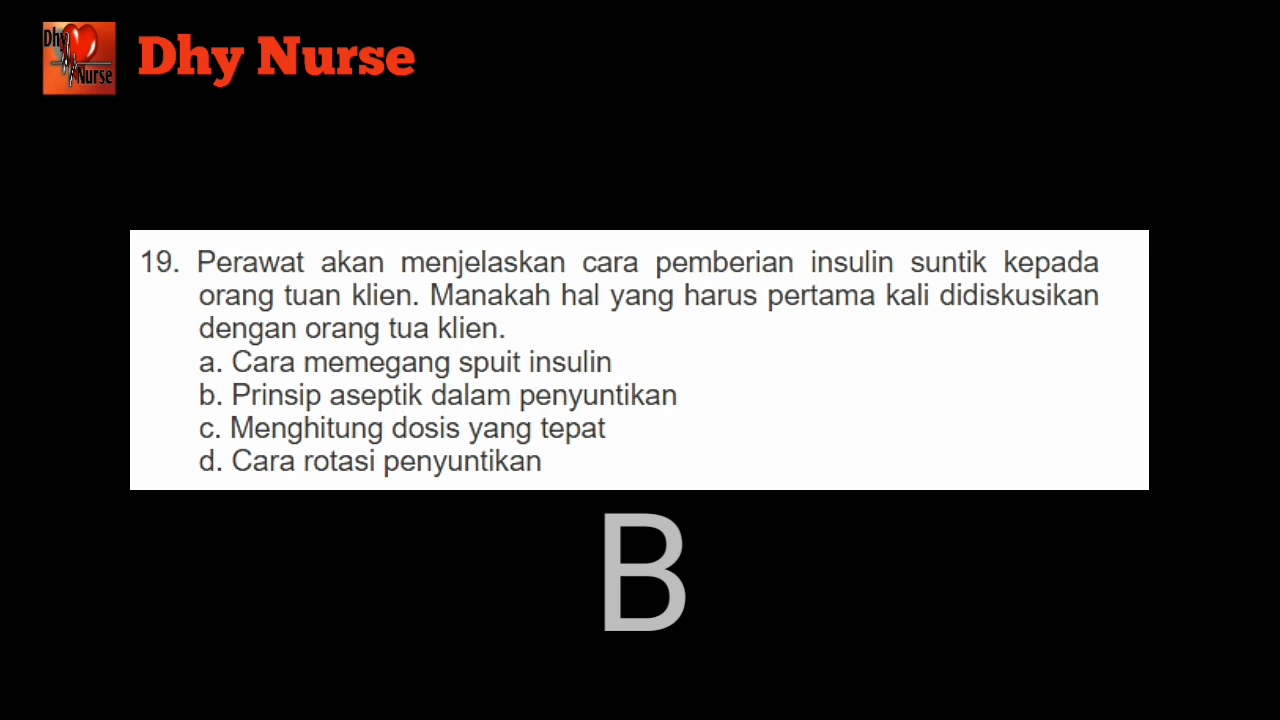 Dhy
Nurse
Dhy Nurse
19. Perawat akan menjelaskan cara pemberian insulin suntik kepada
orang tuan klien. Manakah hal yang harus pertama kali didiskusikan
dengan orang tua klien.
a. Cara memegang spuit insulin
b. Prinsip aseptik dalam penyuntikan
c. Menghitung dosis yang tepat
d. Cara rotasi penyuntikan
B